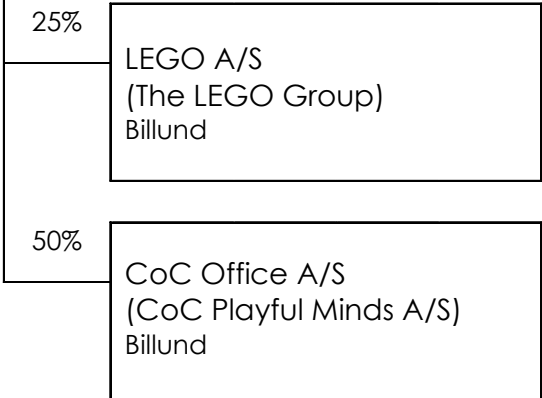 25%
LEGO A/S
(The LEGO Group)
Billund
50%
CoC Office A/S
(CoC Playful Minds A/S)
Billund